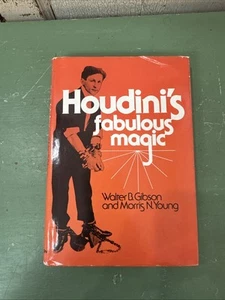 Houdini's
fabulous
magic
Walter B. Gibson
and Morris N. Young